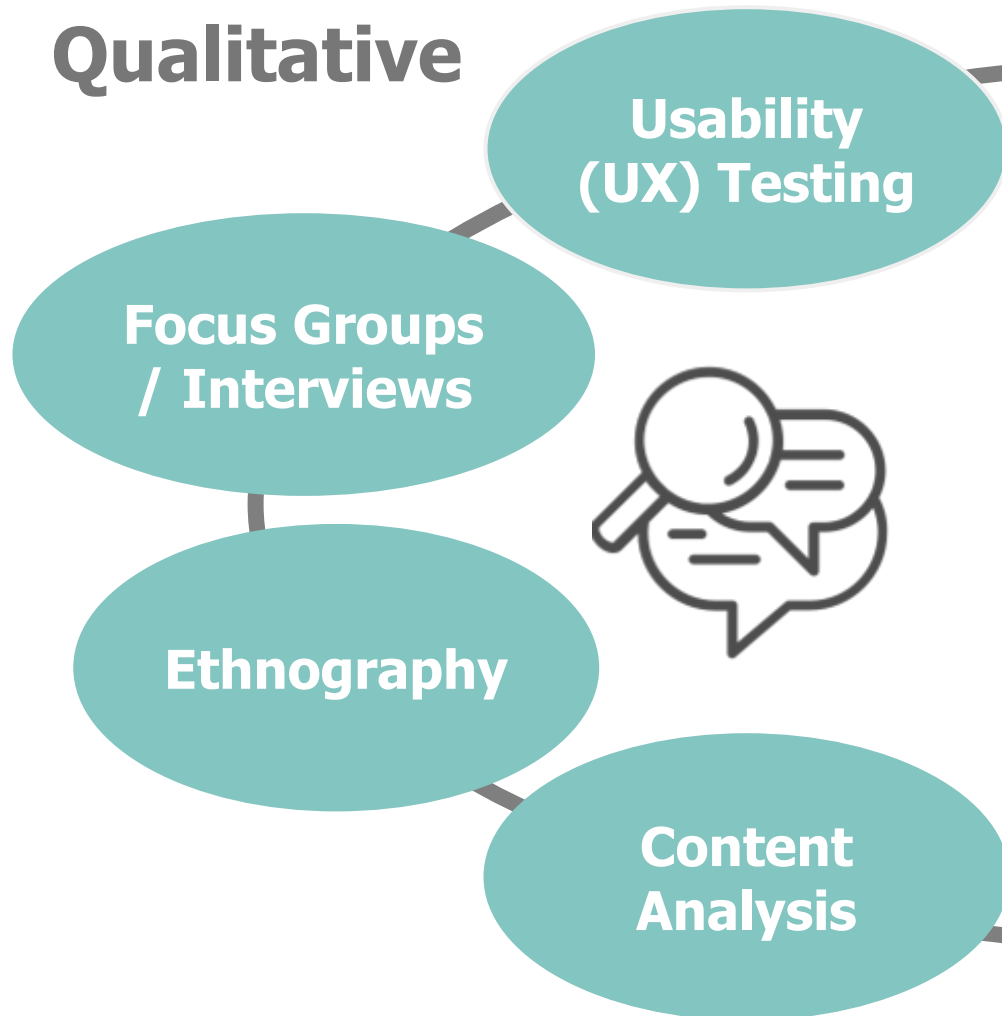 Qualitative
Usability
(UX) Testing
Focus Groups
/ Interviews
Ethnography
Content
Analysis